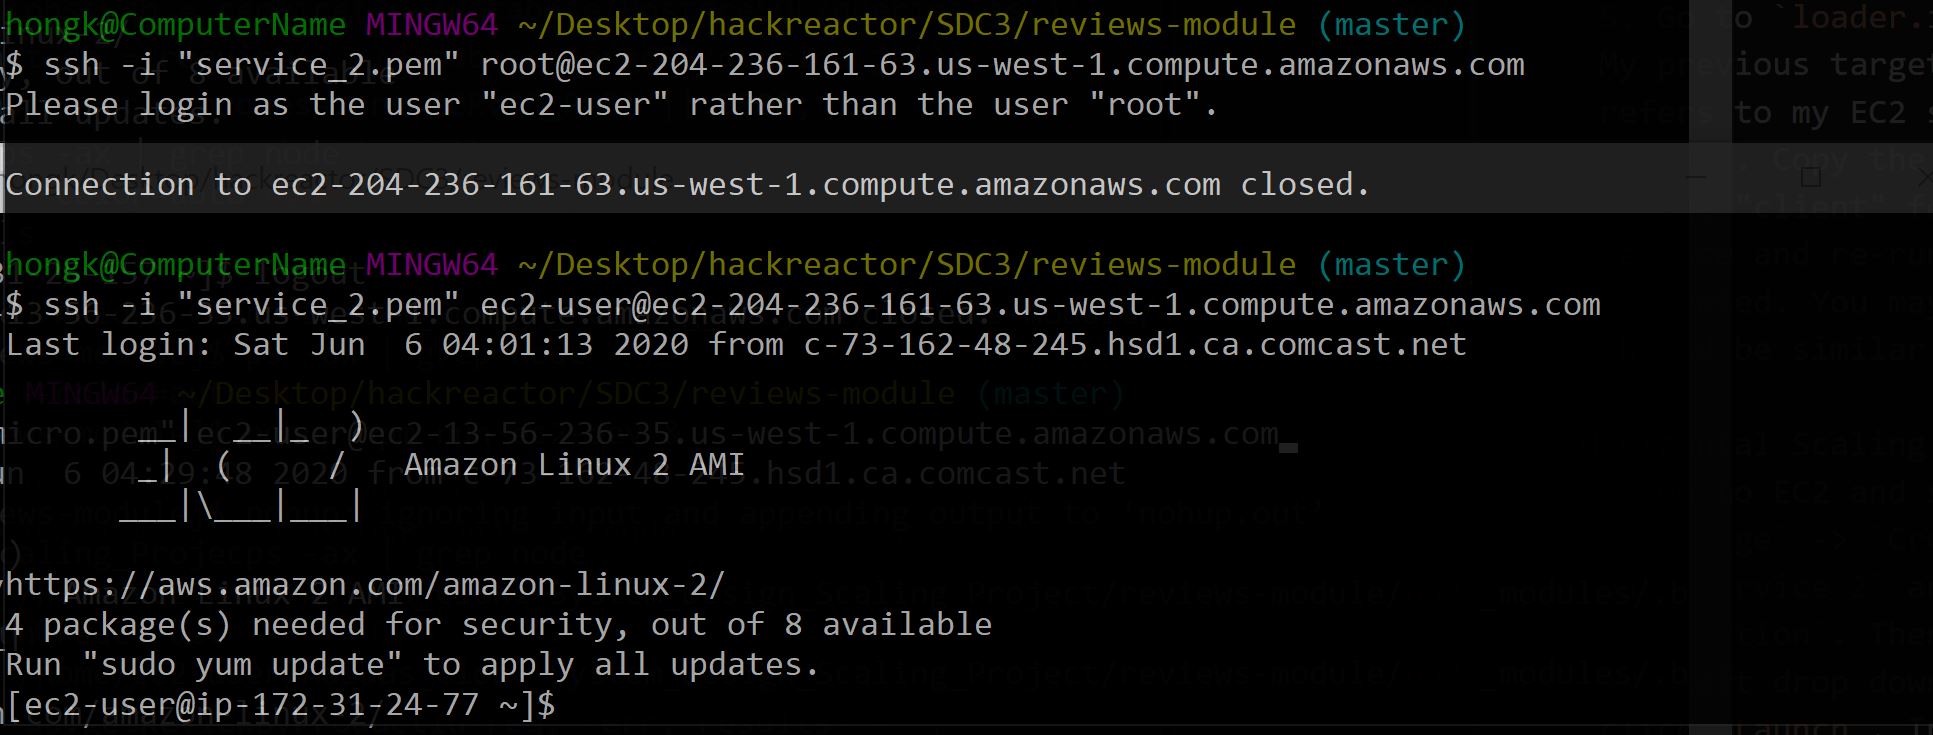 hongk@ComputerName MINGW64 ~/Desktop/hackreactor/SDC3/reviews-module (master)
$ ssh -i "service_2.pem" root@ec2-204-236-161-63.us-west-1.compute.amazonaws.com
Please login as the user "ec2-user" rather than the user "root".
Connection to ec2-204-236-161-63.us-west-1.compute.amazonaws.com closed.
hongk@ComputerName MINGW64 ~/Desktop/hackreactor/SDC3/reviews-module (master)
$ ssh -i "service_2.pem" ec2-user@ec2-204-236-161-63.us-west-1.compute.amazonaws.com
Last login: Sat Jun  6 04:01:13 2020 from c-73-162-48-245.hsd1.ca.comcast.net
       __|  __|_  )
       _|  (     /   Amazon Linux 2 AMI
      ___|\___|___|
https://aws.amazon.com/amazon-linux-2/
4 package(s) needed for security, out of 8 available
Run "sudo yum update" to apply all updates.
[ec2-user@ip-172-31-24-77 ~]$